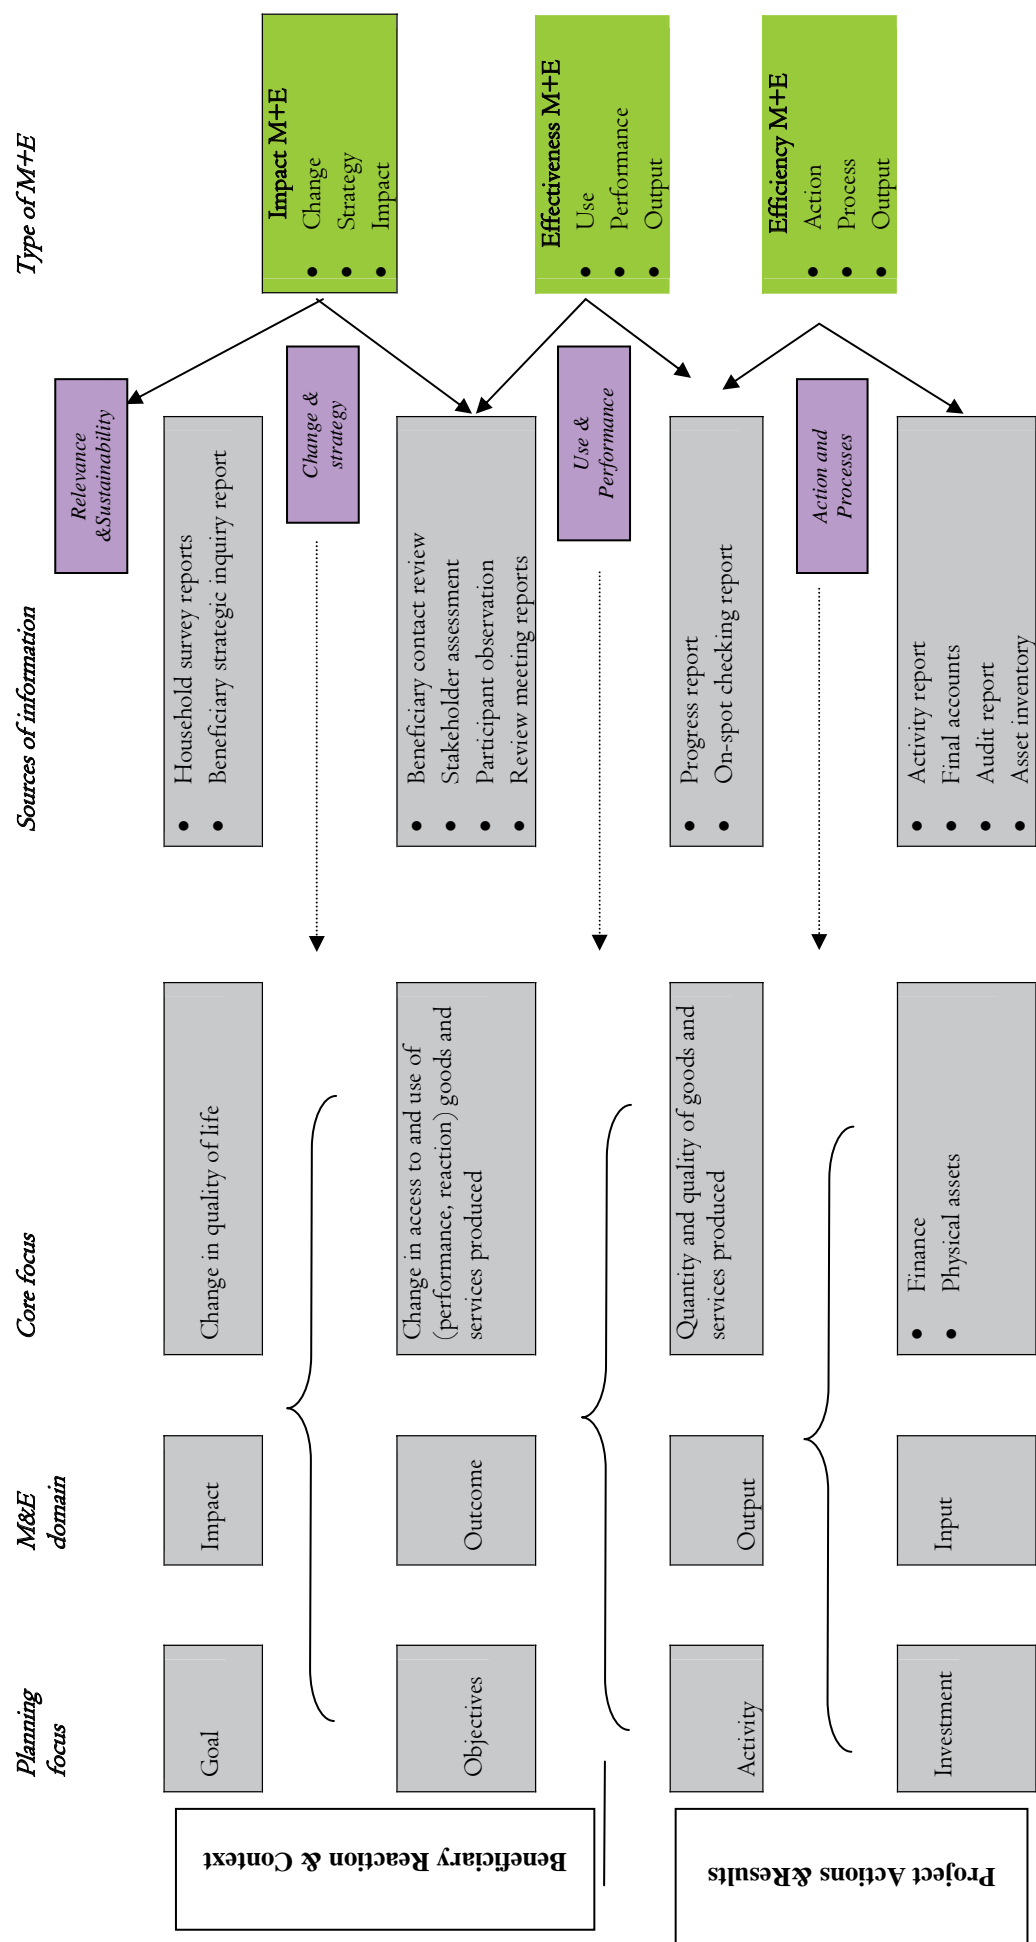 Planning
focus
M&E
domain
Core focus
Sources of information
Type of M+E
Beneficiary Reaction & Context
Goal
Impact
Change in quality of life
• Household survey reports
• Beneficiary strategic inquiry report
Relevance
&Sustainability
Change &
strategy
Impact M+E
• Change
• Strategy
• Impact
Objectives
Outcome
Change in access to and use of
(performance, reaction) goods and
services produced
• Beneficiary contact review
• Stakeholder assessment
• Participant observation
• Review meeting reports
Use &
Performance
Effectiveness M+E
• Use
• Performance
• Output
Project Actions &Results
Activity
Output
Quantity and quality of goods and
services produced
• Progress report
• On-spot checking report
Action and
Processes
Efficiency M+E
• Action
• Process
• Output
Investment
Input
• Finance
• Physical assets
• Activity report
• Final accounts
• Audit report
• Asset inventory